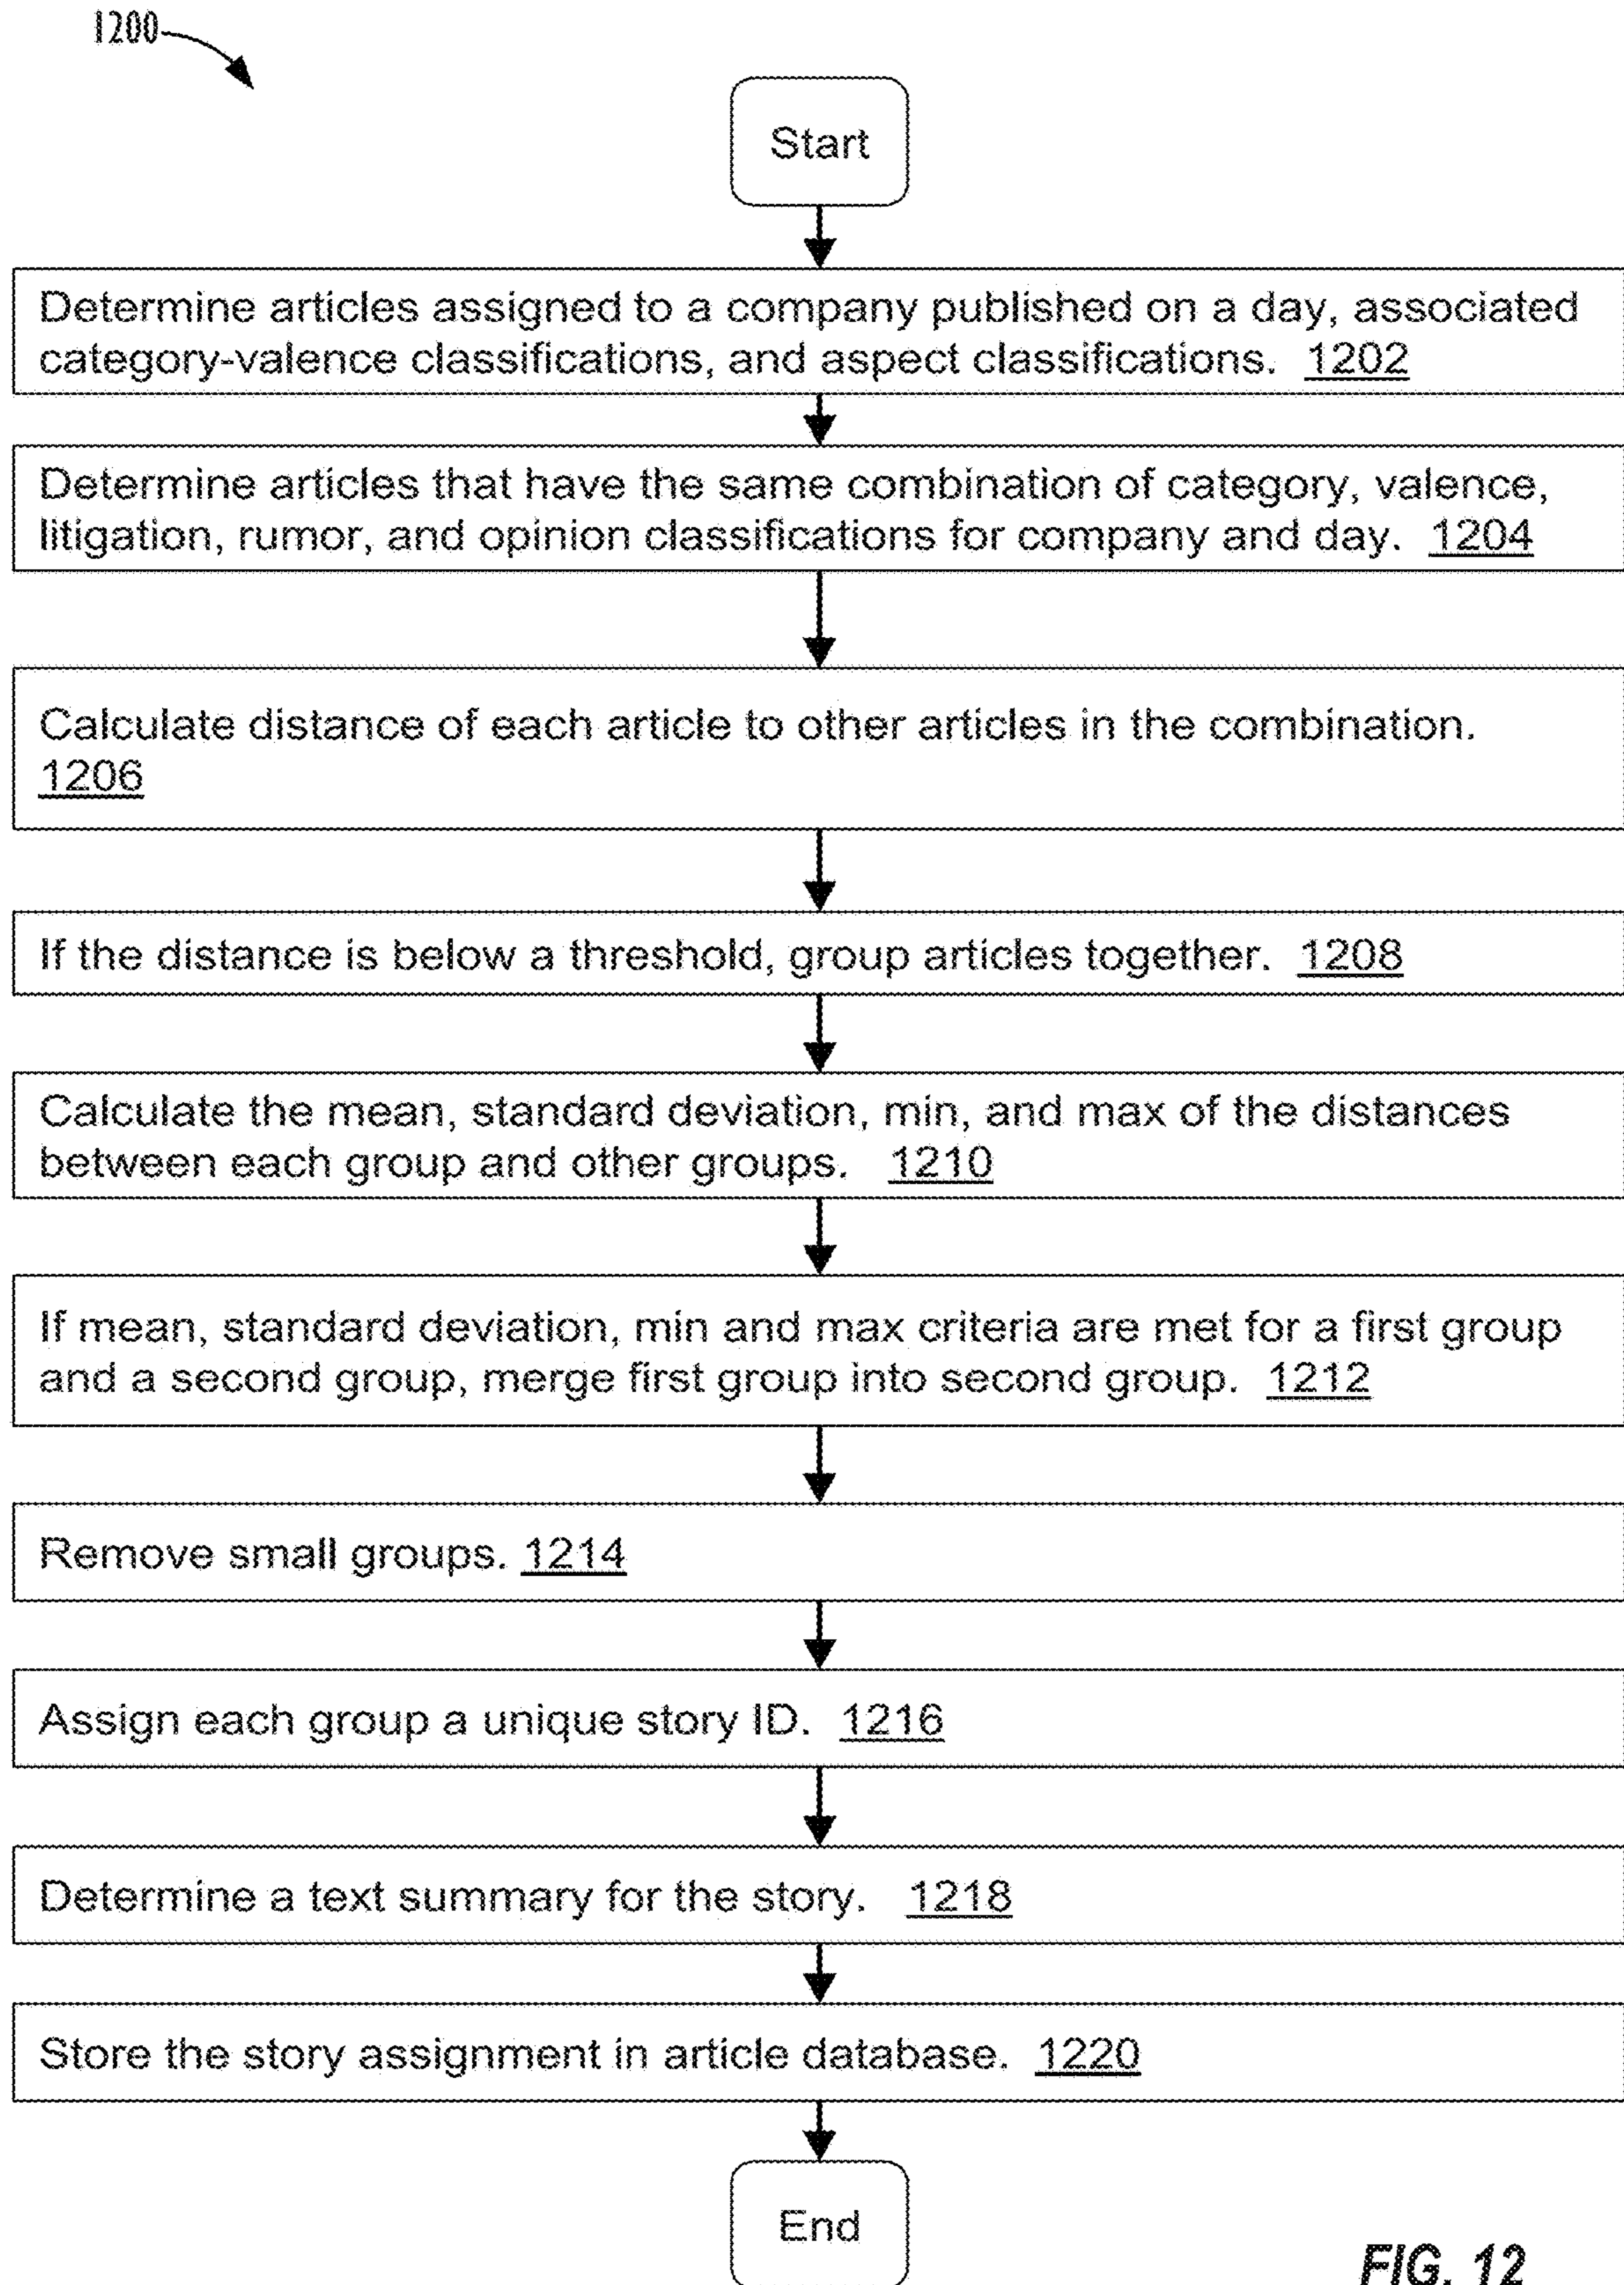 1200
Start
Determine articles assigned to a company published on a day, associated
category-valence classifications, and aspect classifications. 1202
Determine articles that have the same combination of category, valence,
litigation, rumor, and opinion classifications for company and day. 1204
Calculate distance of each article to other articles in the combination.
1206
If the distance is below a threshold, group articles together. 1208
Calculate the mean, standard deviation, min, and max of the distances
between each group and other groups. 1210
If mean, standard deviation, min and max criteria are met for a first group
and a second group, merge first group into second group. 1212
Remove small groups. 1214
Assign each group a unique story ID. 1216
Determine a text summary for the story. 1218
Store the story assignment in article database. 1220
End
FIG. 12